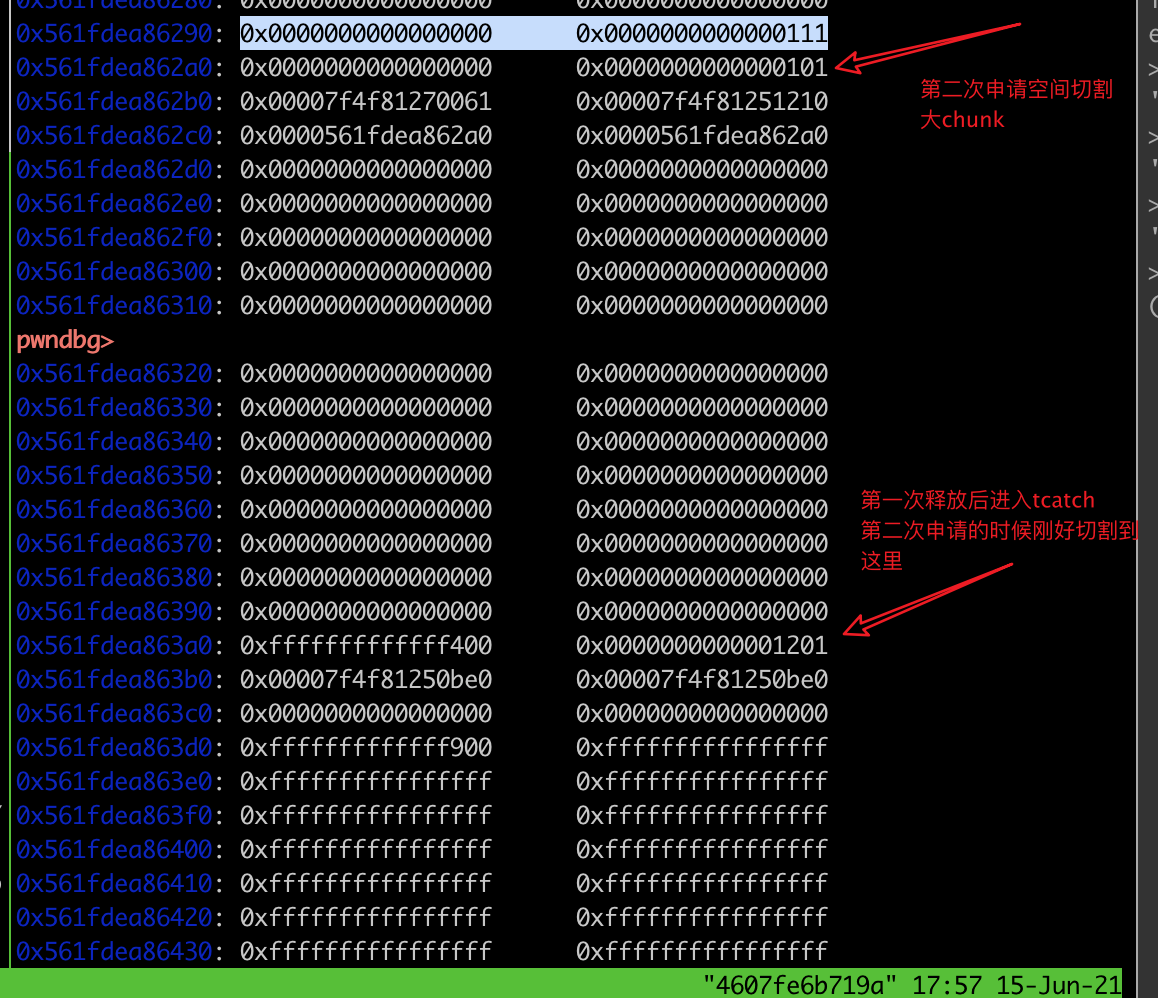 0x561fdea86280: 0x0000000000000000 0x0000000000000000
0x561fdea86290: 0x0000000000000000 0x0000000000000111
0x561fdea862a0: 0x0000000000000000 0x0000000000000101
第二次申请空间切割
0x561fdea862b0: 0x00007f4f81270061 0x00007f4f81251210
大chunk
0x561fdea862c0: 0x0000561fdea862a0 0x0000561fdea862a0
0x561fdea862d0: 0x0000000000000000 0x0000000000000000
0x561fdea862e0: 0x0000000000000000 0x0000000000000000
0x561fdea862f0: 0x0000000000000000 0x0000000000000000
0x561fdea86300: 0x0000000000000000 0x0000000000000000
0x561fdea86310: 0x0000000000000000 0x0000000000000000
pwndbg>
0x561fdea86320: 0x0000000000000000 0x0000000000000000
0x561fdea86330: 0x0000000000000000 0x0000000000000000
0x561fdea86340: 0x0000000000000000 0x0000000000000000
0x561fdea86350: 0x0000000000000000 0x0000000000000000
0x561fdea86360: 0x0000000000000000 0x0000000000000000
第一次释放后进入tcatch
0x561fdea86370: 0x0000000000000000 0x0000000000000000
第二次申请的时候刚好切割到
0x561fdea86380: 0x0000000000000000 0x0000000000000000
这里
0x561fdea86390: 0x0000000000000000 0x0000000000000000
0x561fdea863a0: 0xfffffffffffff400 0x0000000000001201
0x561fdea863b0: 0x00007f4f81250be0 0x00007f4f81250be0
0x561fdea863c0: 0x0000000000000000 0x0000000000000000
0x561fdea863d0: 0xfffffffffffff900 0xffffffffffffffff
0x561fdea863e0: 0xffffffffffffffff 0xffffffffffffffff
0x561fdea863f0: 0xffffffffffffffff 0xffffffffffffffff
0x561fdea86400: 0xffffffffffffffff 0xffffffffffffffff
0x561fdea86410: 0xffffffffffffffff 0xffffffffffffffff
0x561fdea86420: 0xffffffffffffffff 0xffffffffffffffff
0x561fdea86430: 0xffffffffffffffff 0xffffffffffffffff
"4607fe6b719a" 17:57 15-Jun-21